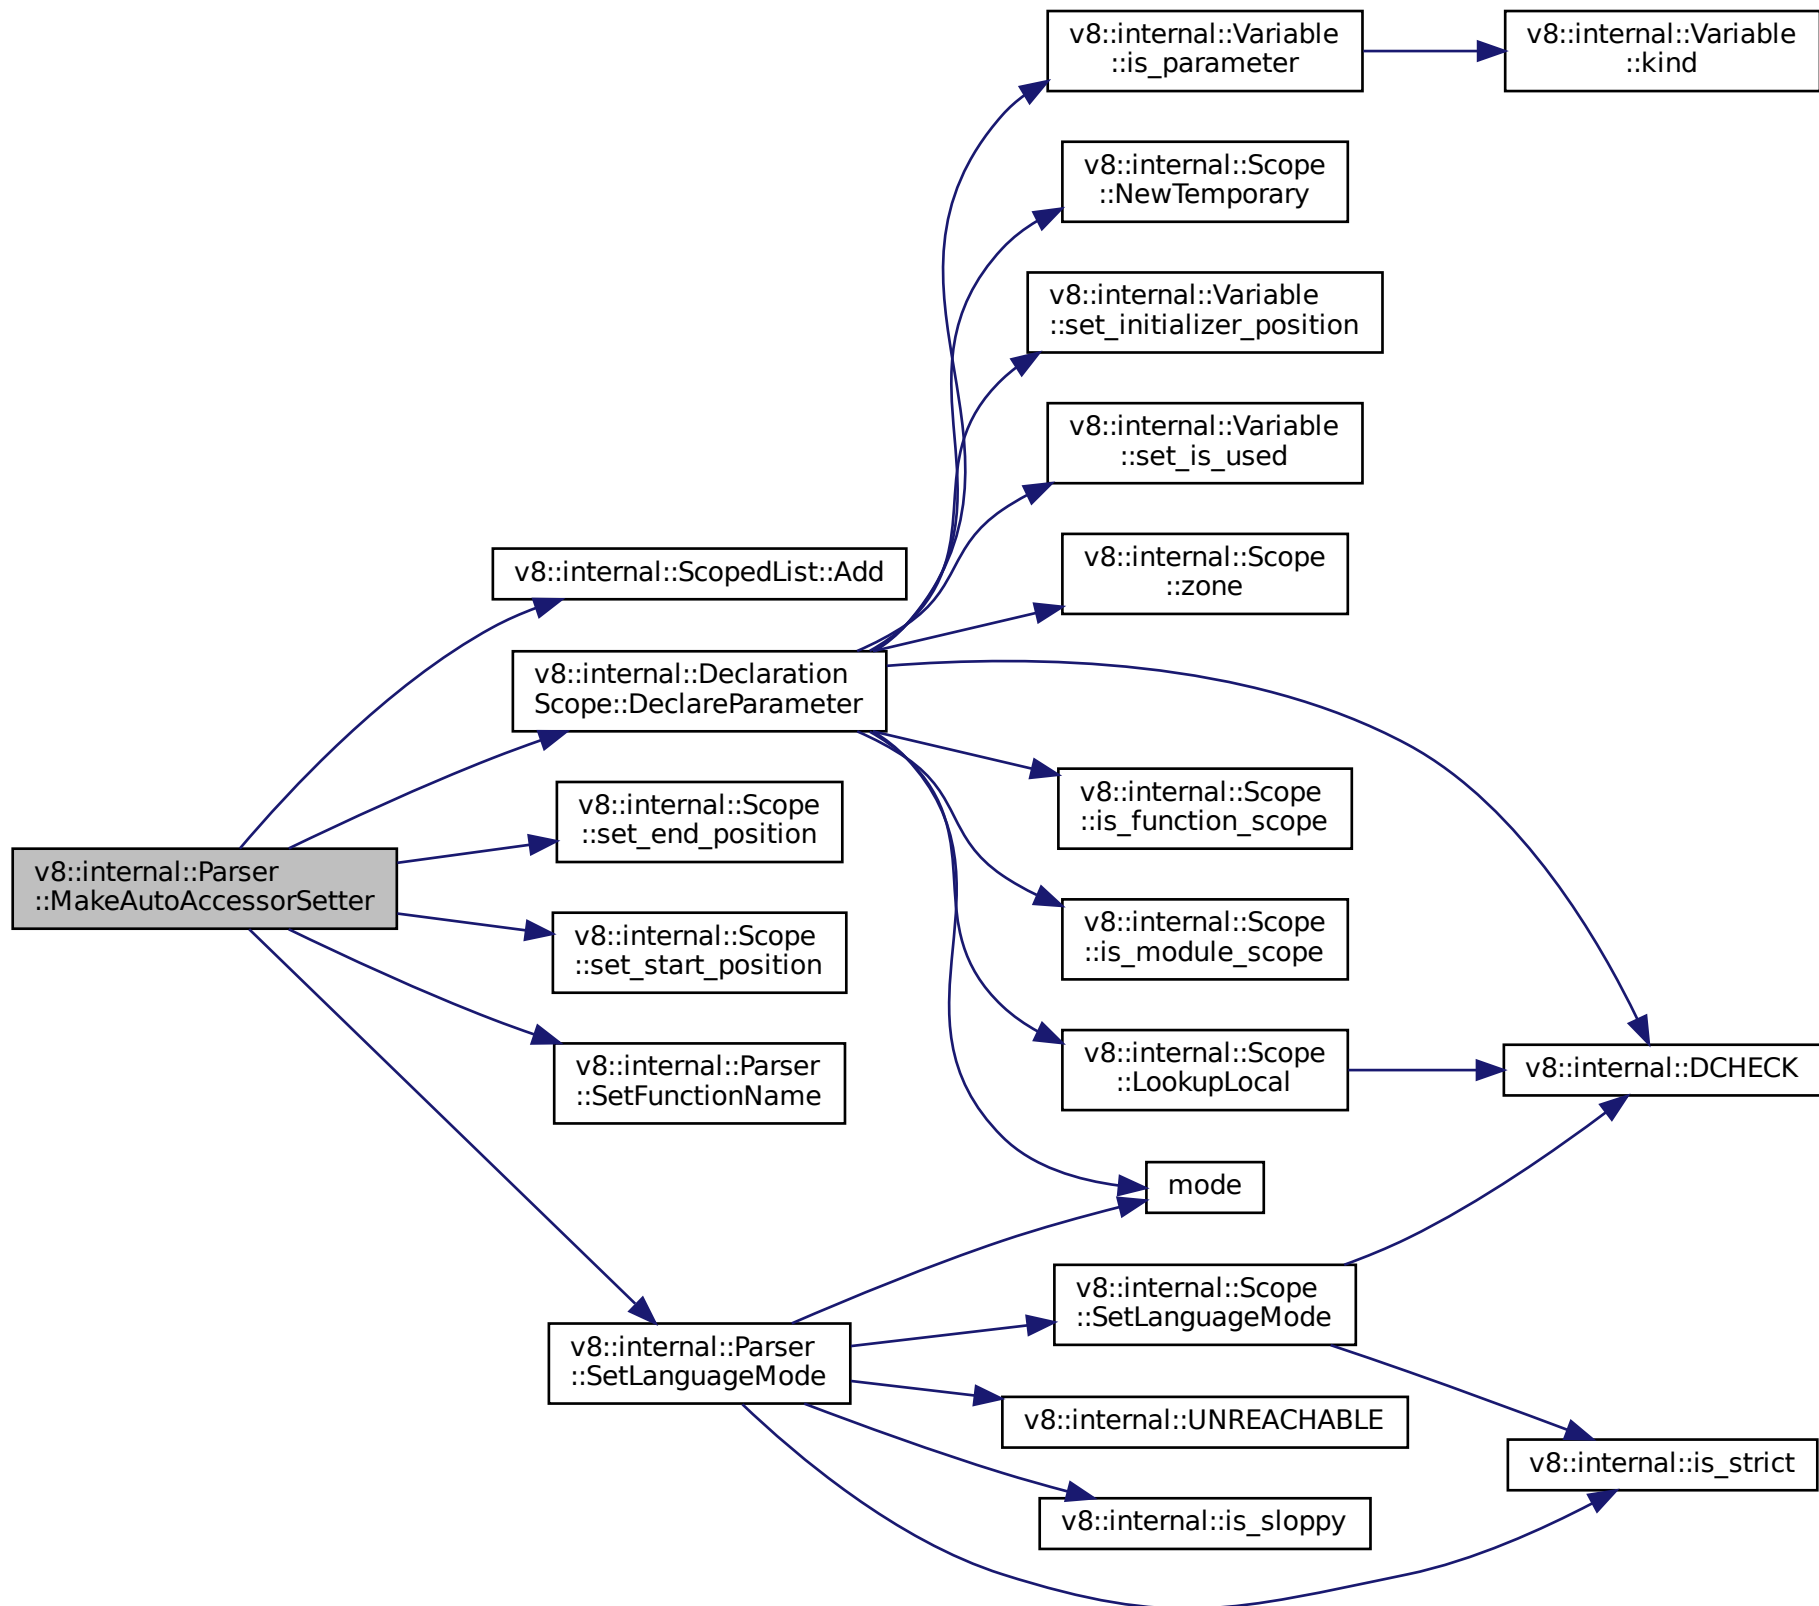 v8::internal::Variable
::is_parameter
v8::internal::Variable
::kind
v8::internal::Scope
::NewTemporary
v8::internal::Variable
::set_initializer_position
v8::internal::Variable
::set_is_used
v8::internal::Scope
::zone
v8::internal::ScopedList::Add
v8::internal::Declaration
Scope::DeclareParameter
v8::internal::Scope
::set_end_position
v8::internal::Scope
::is_function_scope
v8::internal::Parser
::MakeAutoAccessorSetter
v8::internal::Scope
::set_start_position
v8::internal::Scope
::is_module_scope
v8::internal::Parser
::SetFunctionName
v8::internal::Scope
::LookupLocal
v8::internal::DCHECK
mode
v8::internal::Scope
::SetLanguageMode
v8::internal::Parser
::SetLanguageMode
v8::internal::UNREACHABLE
v8::internal::is_strict
v8::internal::is_sloppy